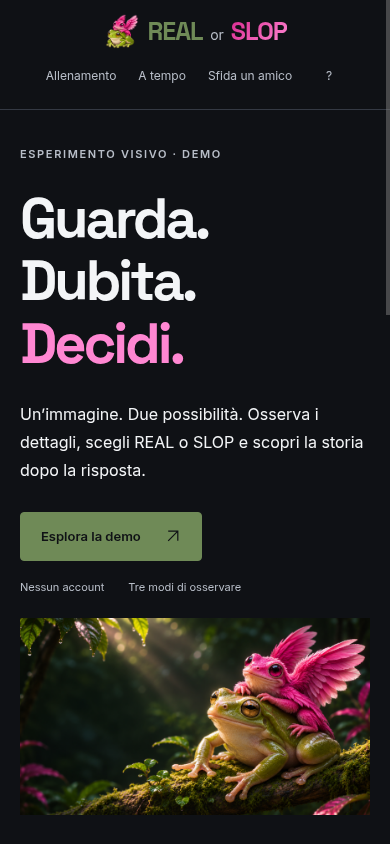 REAL or SLOP
Allenamento A tempo Sfida un amico ?
ESPERIMENTO VISIVO · DEMO
Guarda.
Dubita.
Decidi.
Un’immagine. Due possibilità. Osserva i
dettagli, scegli REAL o SLOP e scopri la storia
dopo la risposta.
Esplora la demo
Nessun account Tre modi di osservare